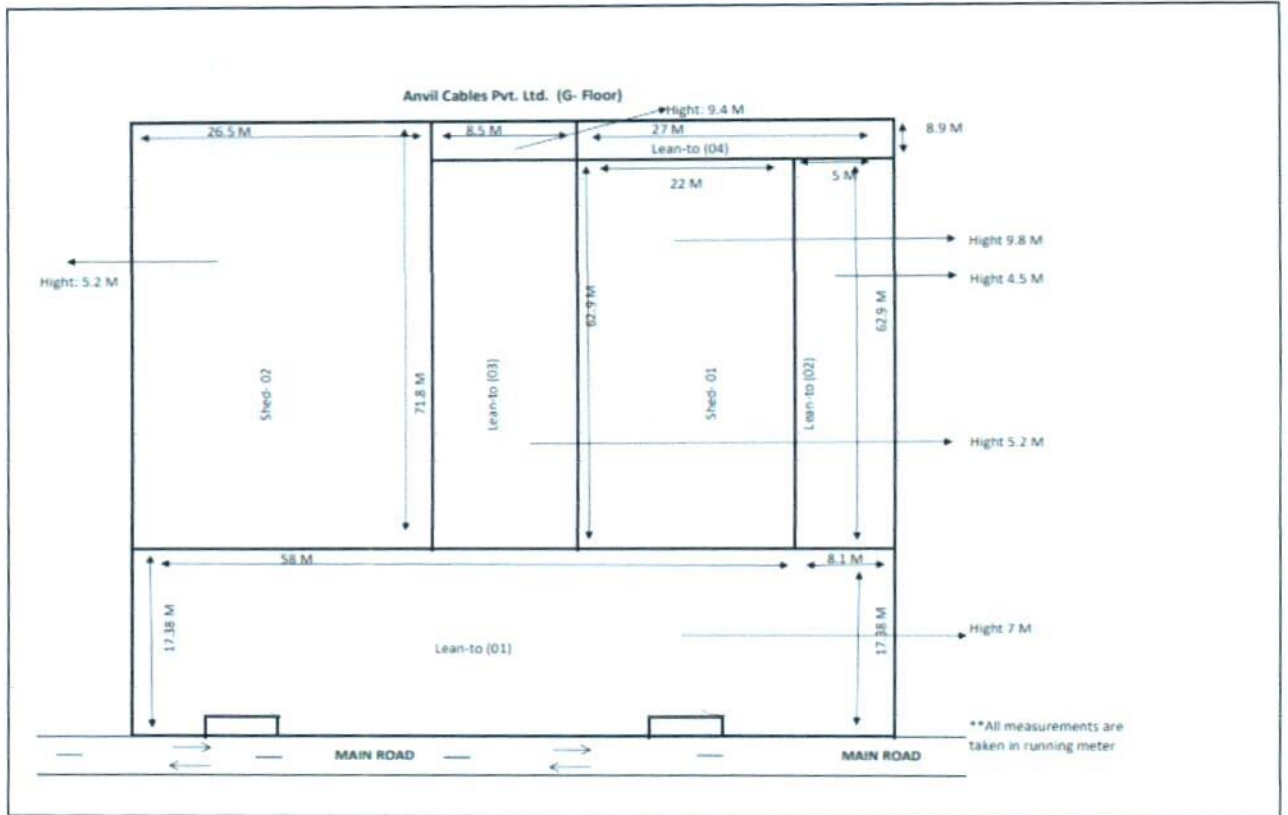 Anvil Cables Pvt. Ltd. (G- Floor)
Hight: 9.4 M
26.5 M
8.5 M
27 M
8.9 M
Lean-to (04)
22 M
5 M
Hight 9.8 M
Hight: 5.2 M
Hight 4.5 M
62.9 M
62.9 M
Shed- 02
71.8 M
Lean-to (03)
Shed- 01
Lean-to (02)
Hight 5.2 M
58 M
8.1 M
17.38 M
17.38 M
Hight 7 M
Lean-to (01)
**All measurements are
taken in running meter
MAIN ROAD
MAIN ROAD